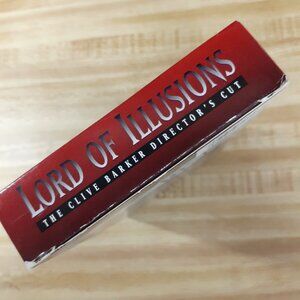 LORD OF ILLUSIONS
THE CLIVE BARKER DIRECTOR'S CUT